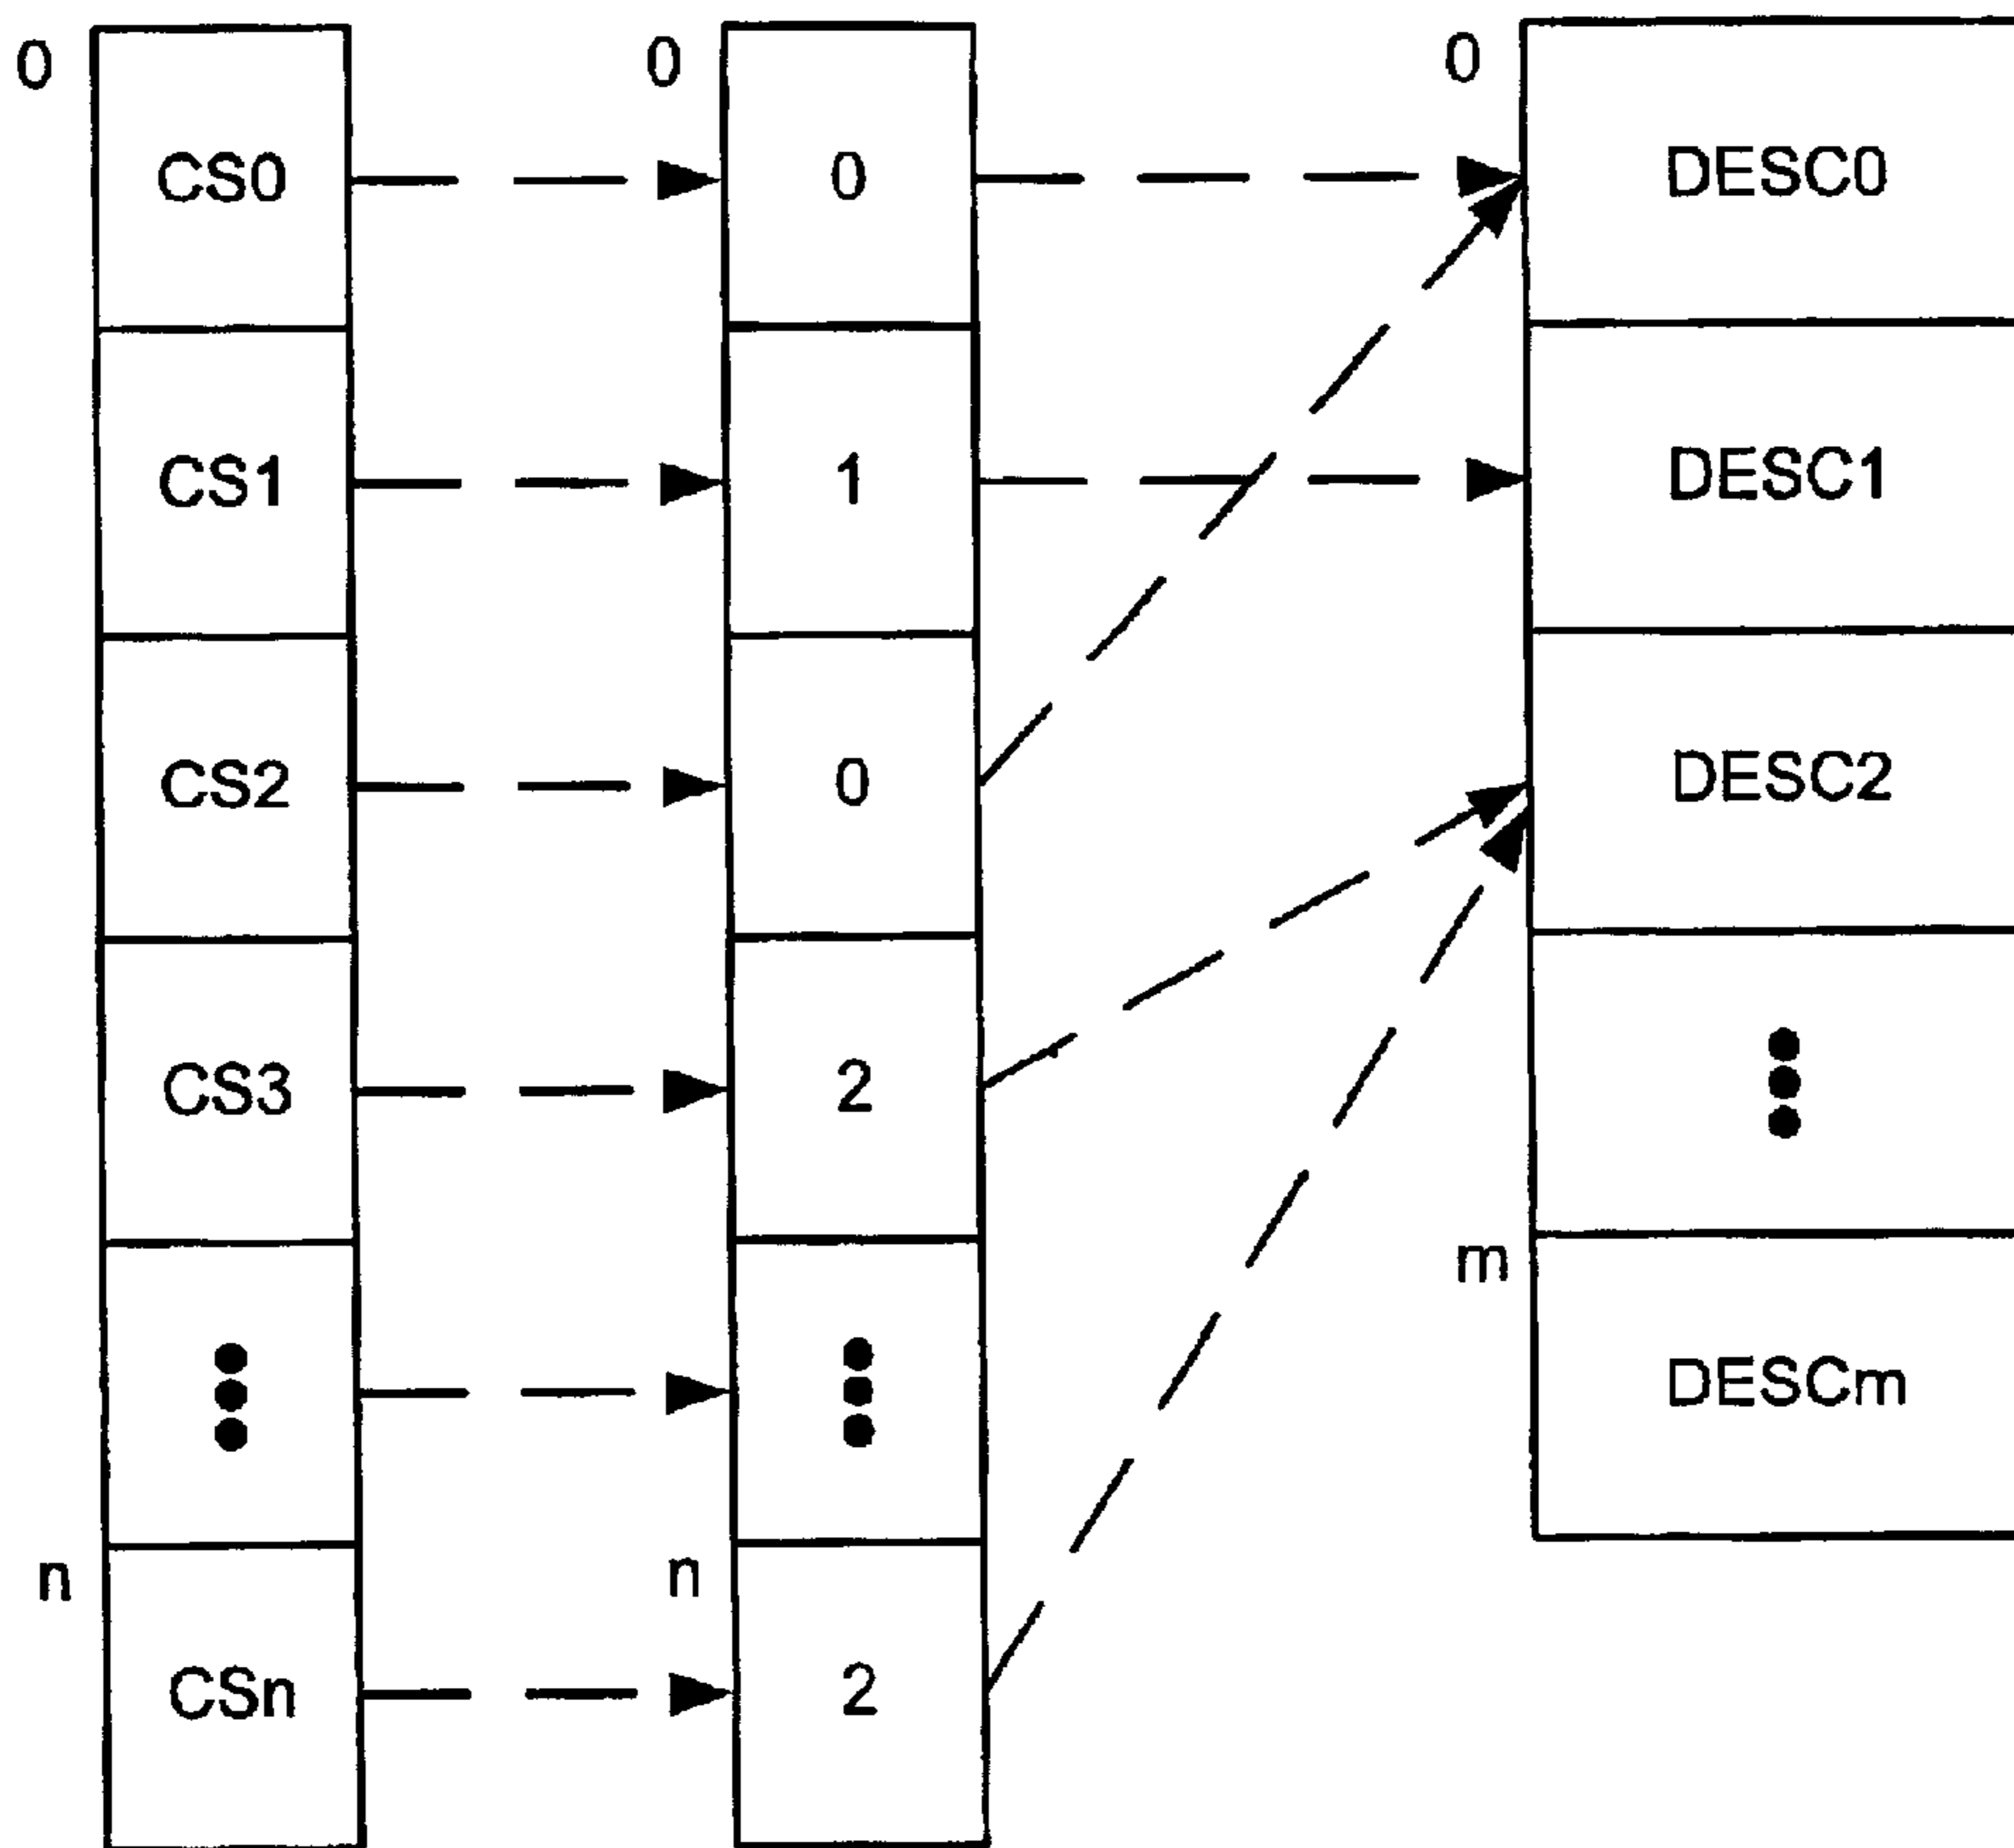 0 0 0
CS0 0 DESC0
CS1 1 DESC1
CS2 0 DESC2
CS3 2
m
DESCm
n n
CSn 2